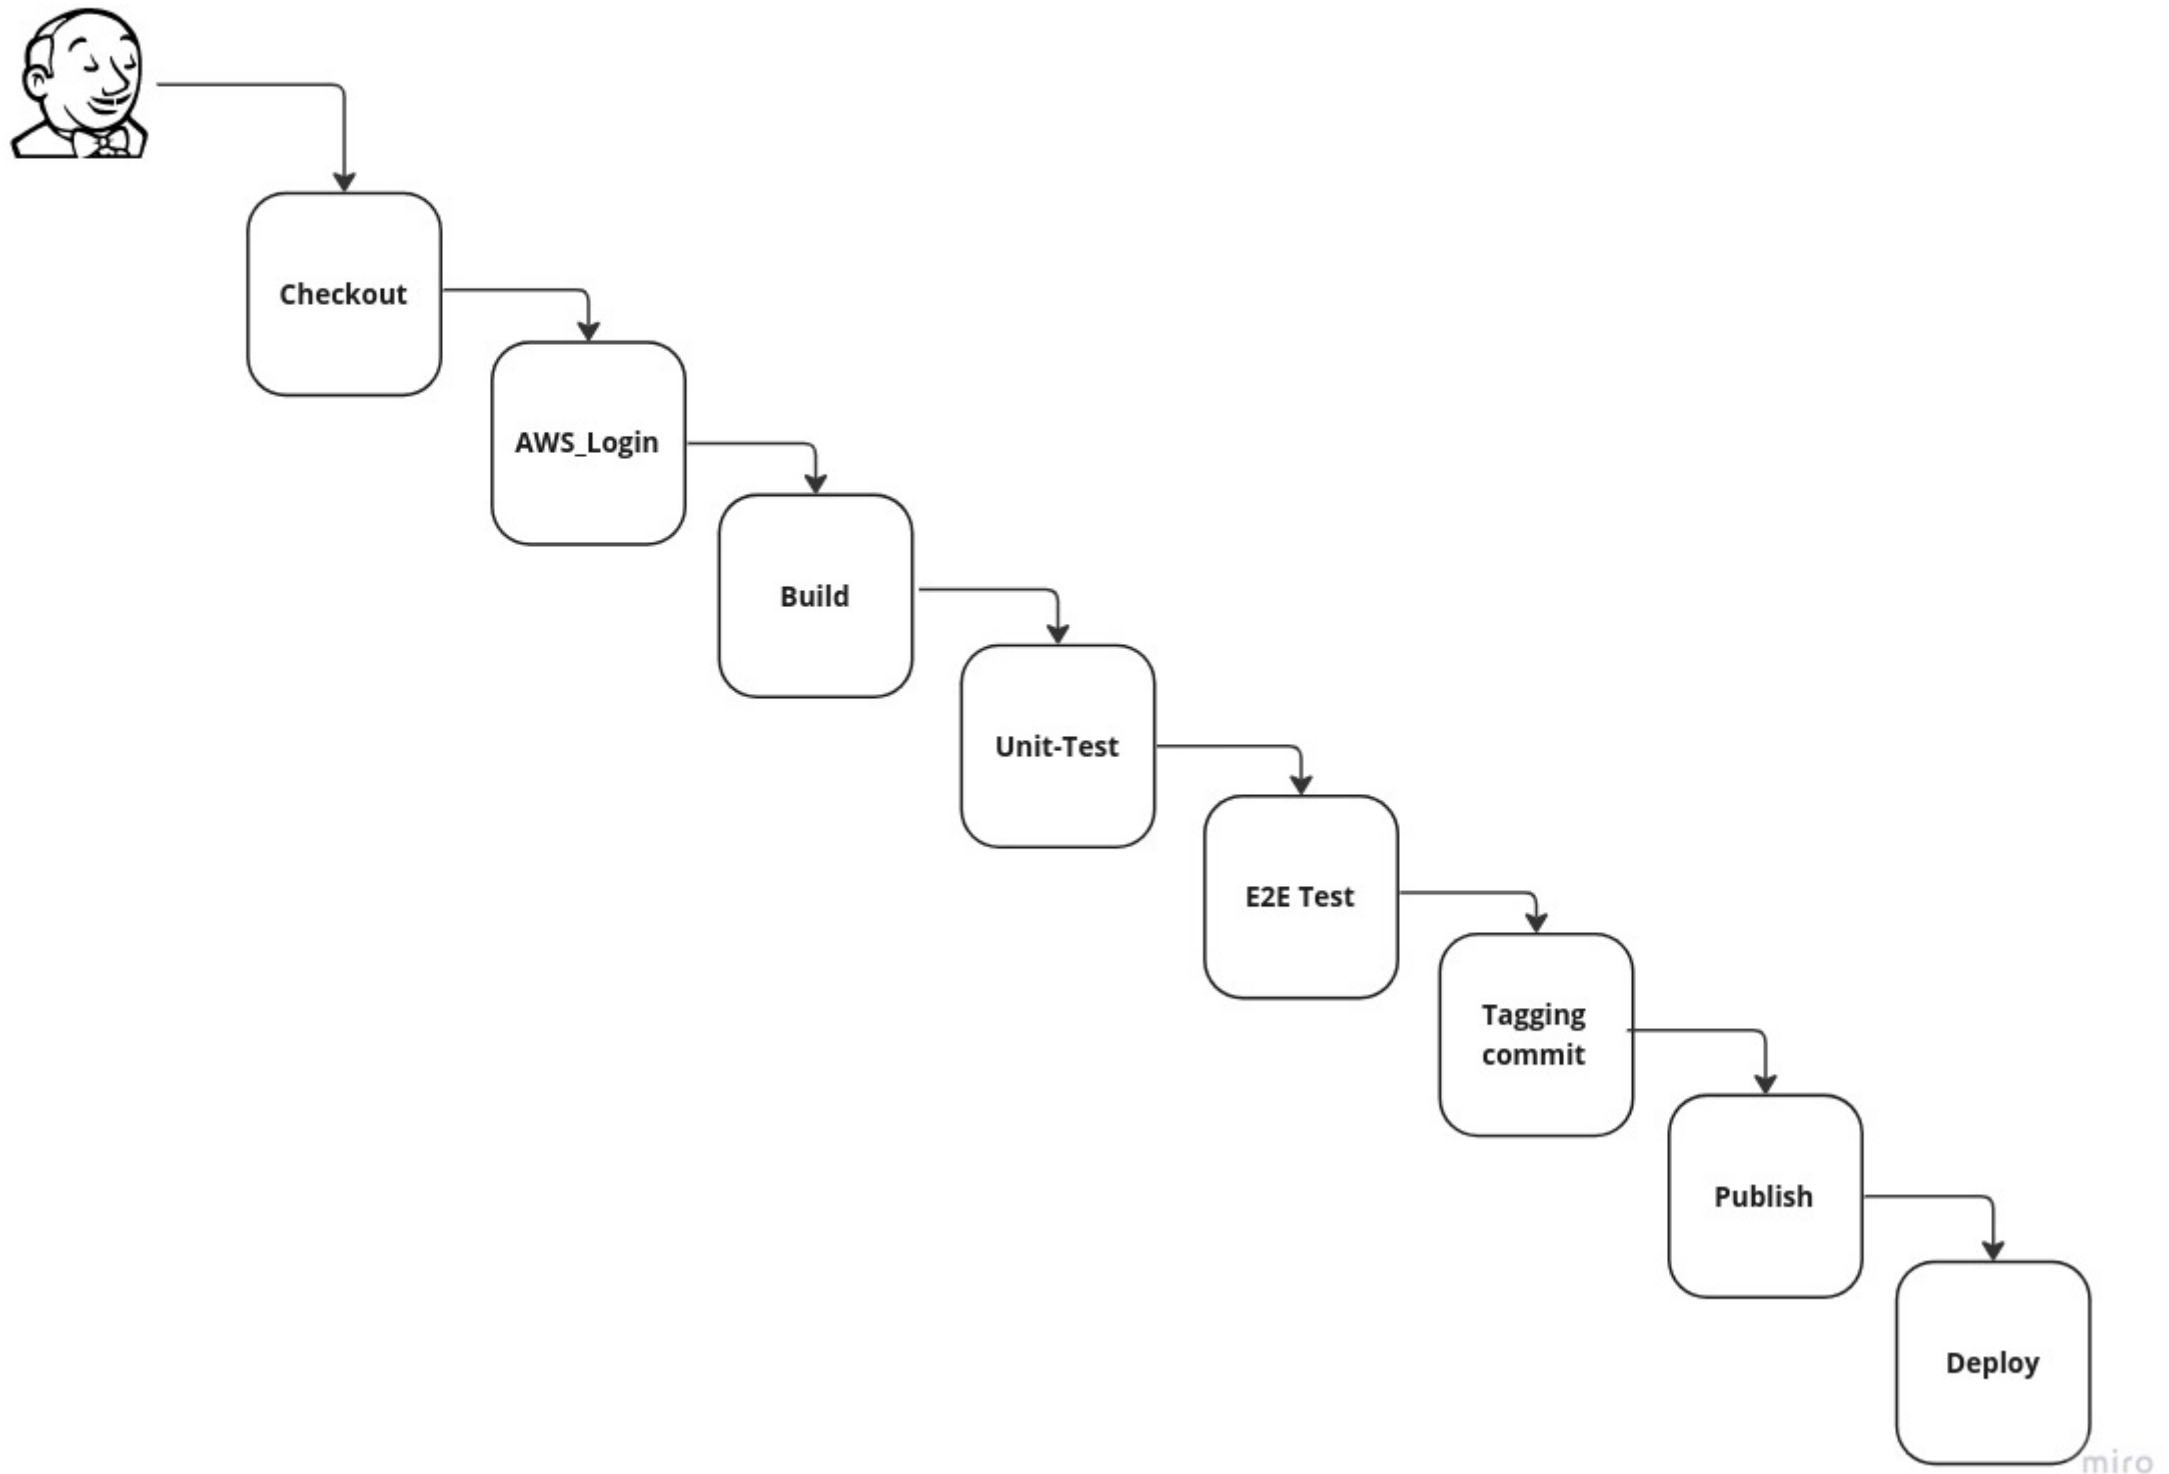 Checkout
AWS_Login
Build
Unit-Test
E2E Test
Tagging
commit
Publish
Deploy
miro